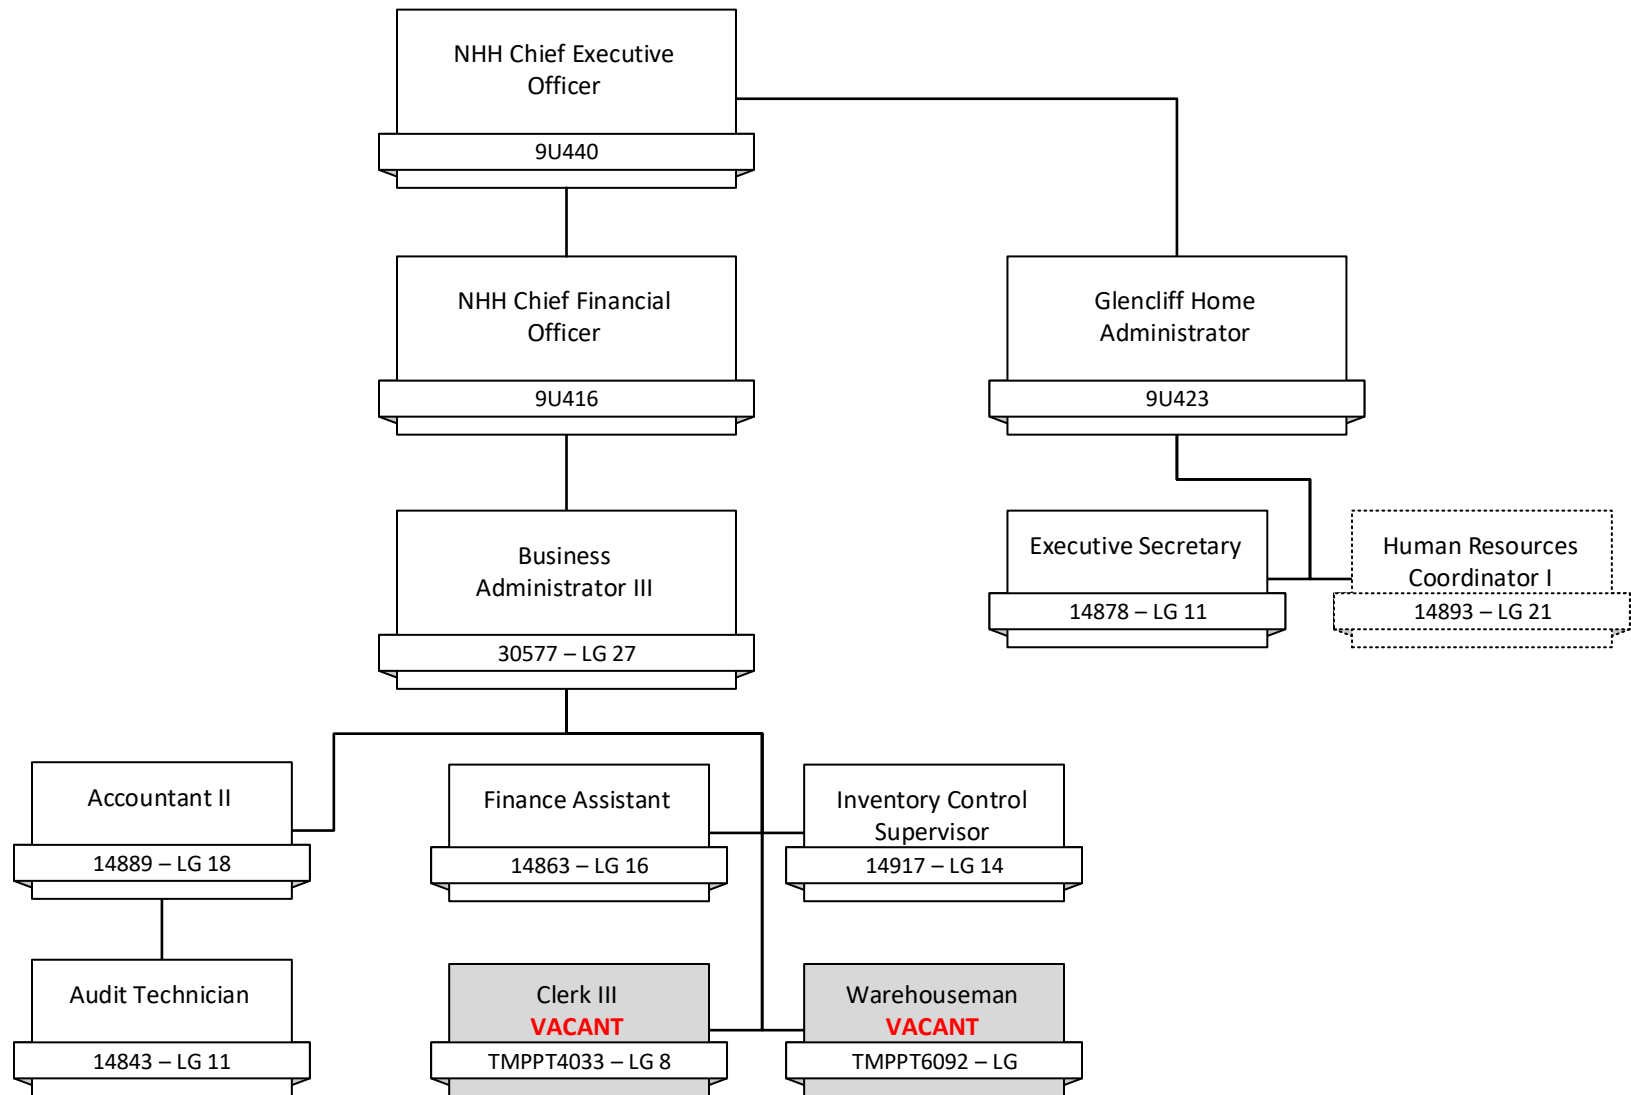 NHH Chief Executive
Officer
9U440
NHH Chief Financial
Officer
9U416
Glencliff Home
Administrator
9U423
Business
Administrator III
30577 – LG 27
Executive Secretary
14878 – LG 11
Human Resources
Coordinator I
14893 – LG 21
Accountant II
14889 – LG 18
Finance Assistant
14863 – LG 16
Inventory Control
Supervisor
14917 – LG 14
Audit Technician
14843 – LG 11
Clerk III
VACANT
TMPPT4033 – LG 8
Warehouseman
VACANT
TMPPT6092 – LG